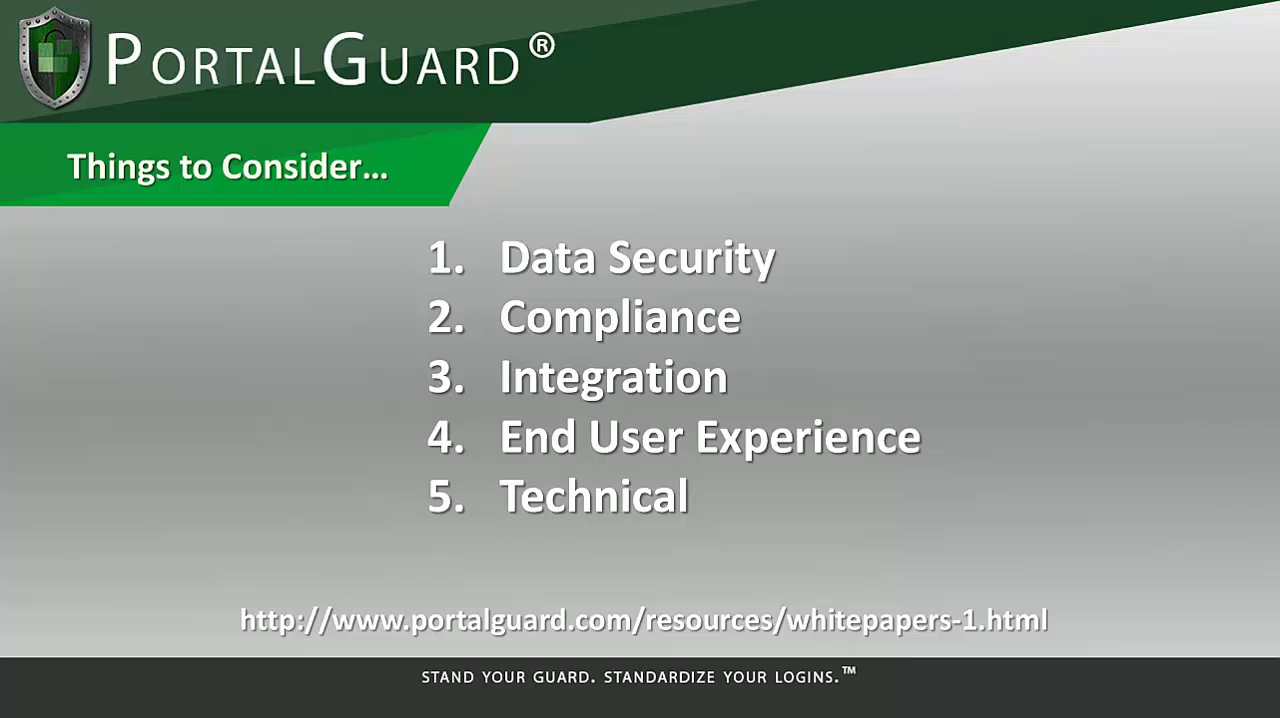 PORTALGUARD®
Things to Consider...
1. Data Security
2. Compliance
3. Integration
4. End User Experience
5. Technical
http://www.portalguard.com/resources/whitepapers-1.html
STAND YOUR GUARD. STANDARDIZE YOUR LOGINS.™